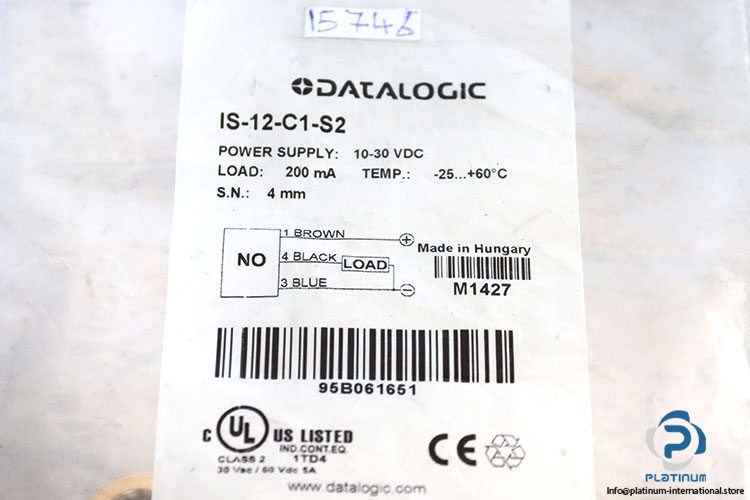 15746
DATALOGIC
IS-12-C1-S2
POWER SUPPLY: 10-30 VDC
LOAD: 200 mA TEMP.: -25...+60°C
S.N.: 4 mm
1 BROWN +
NO 4 BLACK LOAD
3 BLUE −
Made in Hungary
M1427
95B061651
C UL US LISTED
IND.CONT.EQ.
CLASS 2 1TD4
30 Vac / 60 Vdc 5A
CE
www.datalogic.com
PLATINUM
Info@platinum-international.store